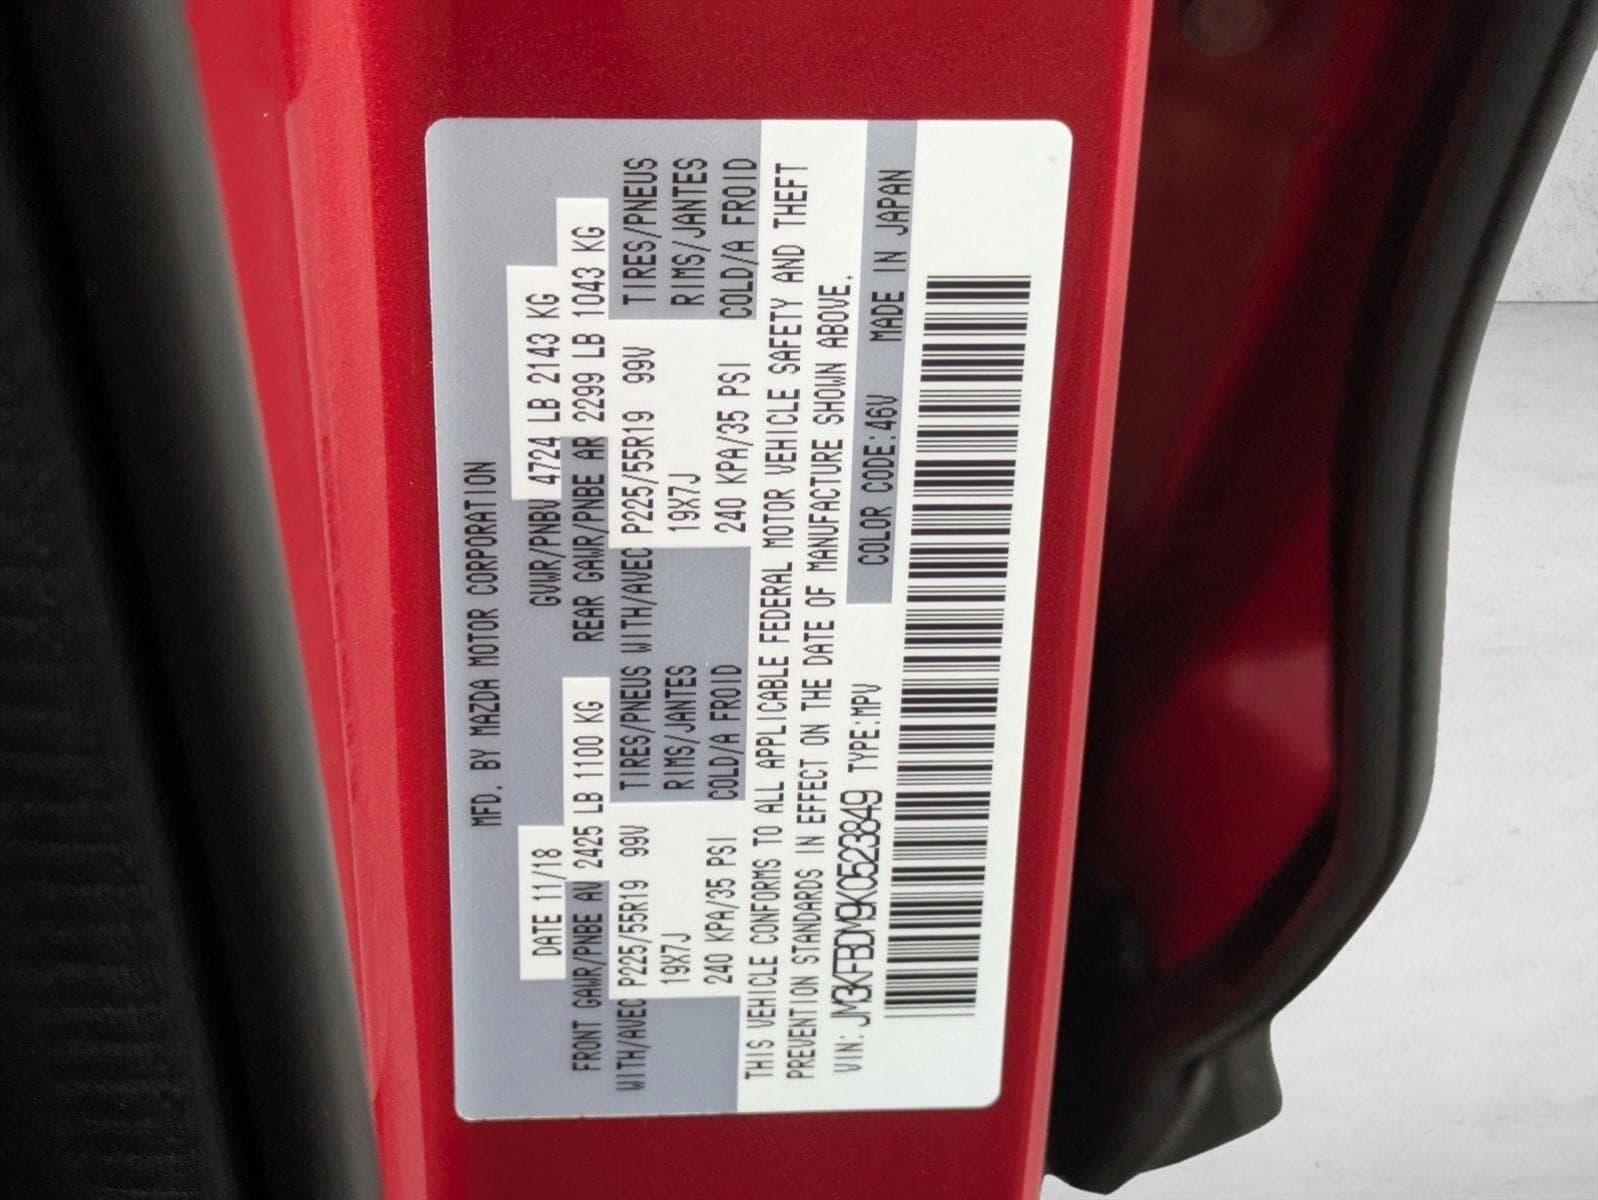 MFD. BY MAZDA MOTOR CORPORATION
DATE 11/18 GVWR/PNBV 4724 LB 2143 KG
FRONT GAWR/PNBE AV 2425 LB 1100 KG REAR GAWR/PNBE AR 2299 LB 1043 KG
WITH/AVEC P225/55R19 99V TIRES/PNEUS WITH/AVEC P225/55R19 99V TIRES/PNEUS
19X7J RIMS/JANTES 19X7J RIMS/JANTES
240 KPA/35 PSI COLD/A FROID 240 KPA/35 PSI COLD/A FROID
THIS VEHICLE CONFORMS TO ALL APPLICABLE FEDERAL MOTOR VEHICLE SAFETY AND THEFT
PREVENTION STANDARDS IN EFFECT ON THE DATE OF MANUFACTURE SHOWN ABOVE.
VIN: JM3KFBDM9K0523849 TYPE:MPV COLOR CODE:46V MADE IN JAPAN